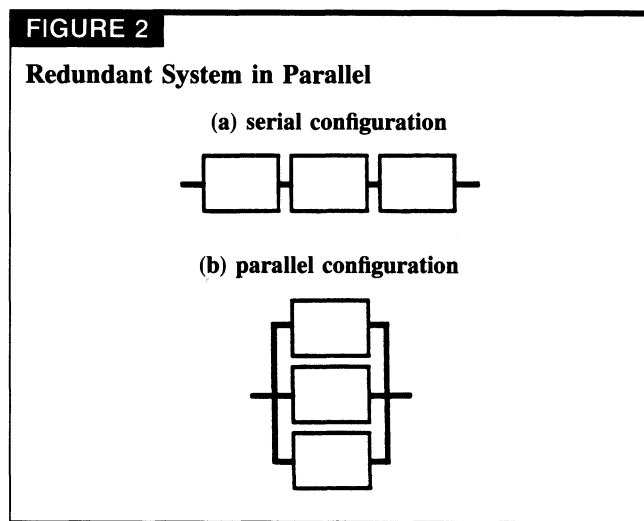 FIGURE 2
Redundant System in Parallel
(a) serial configuration
(b) parallel configuration